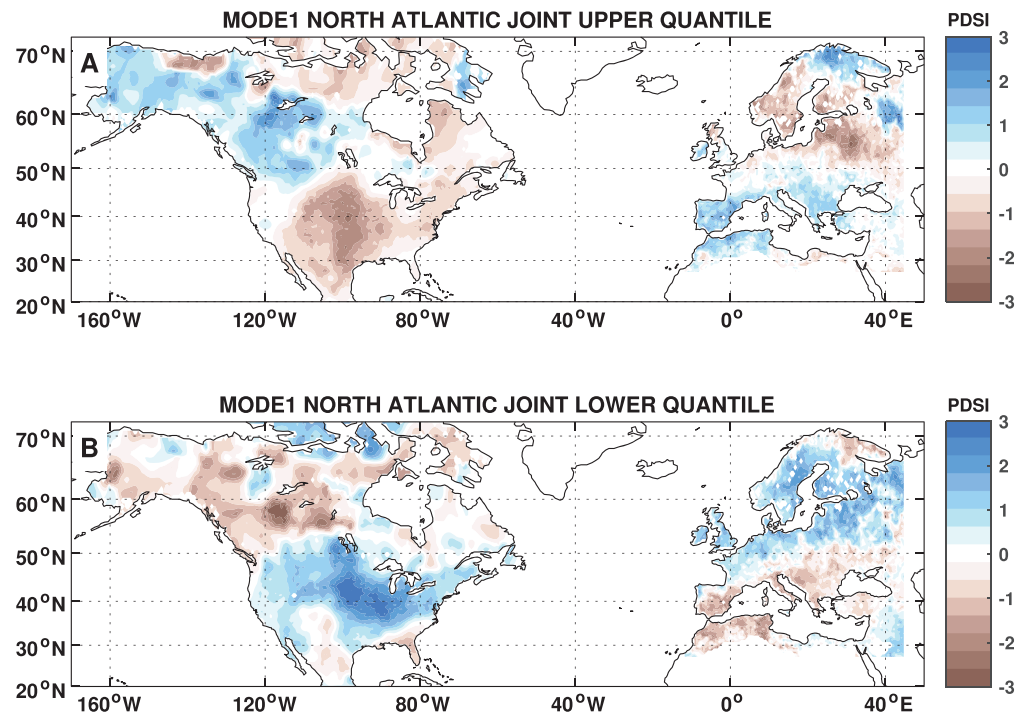 MODE1 NORTH ATLANTIC JOINT UPPER QUANTILE
PDSI
A
70°N
60°N
50°N
40°N
30°N
20°N
160°W
120°W
80°W
40°W
0°
40°E
3
2
1
0
-1
-2
-3
MODE1 NORTH ATLANTIC JOINT LOWER QUANTILE
PDSI
B
70°N
60°N
50°N
40°N
30°N
20°N
160°W
120°W
80°W
40°W
0°
40°E
3
2
1
0
-1
-2
-3